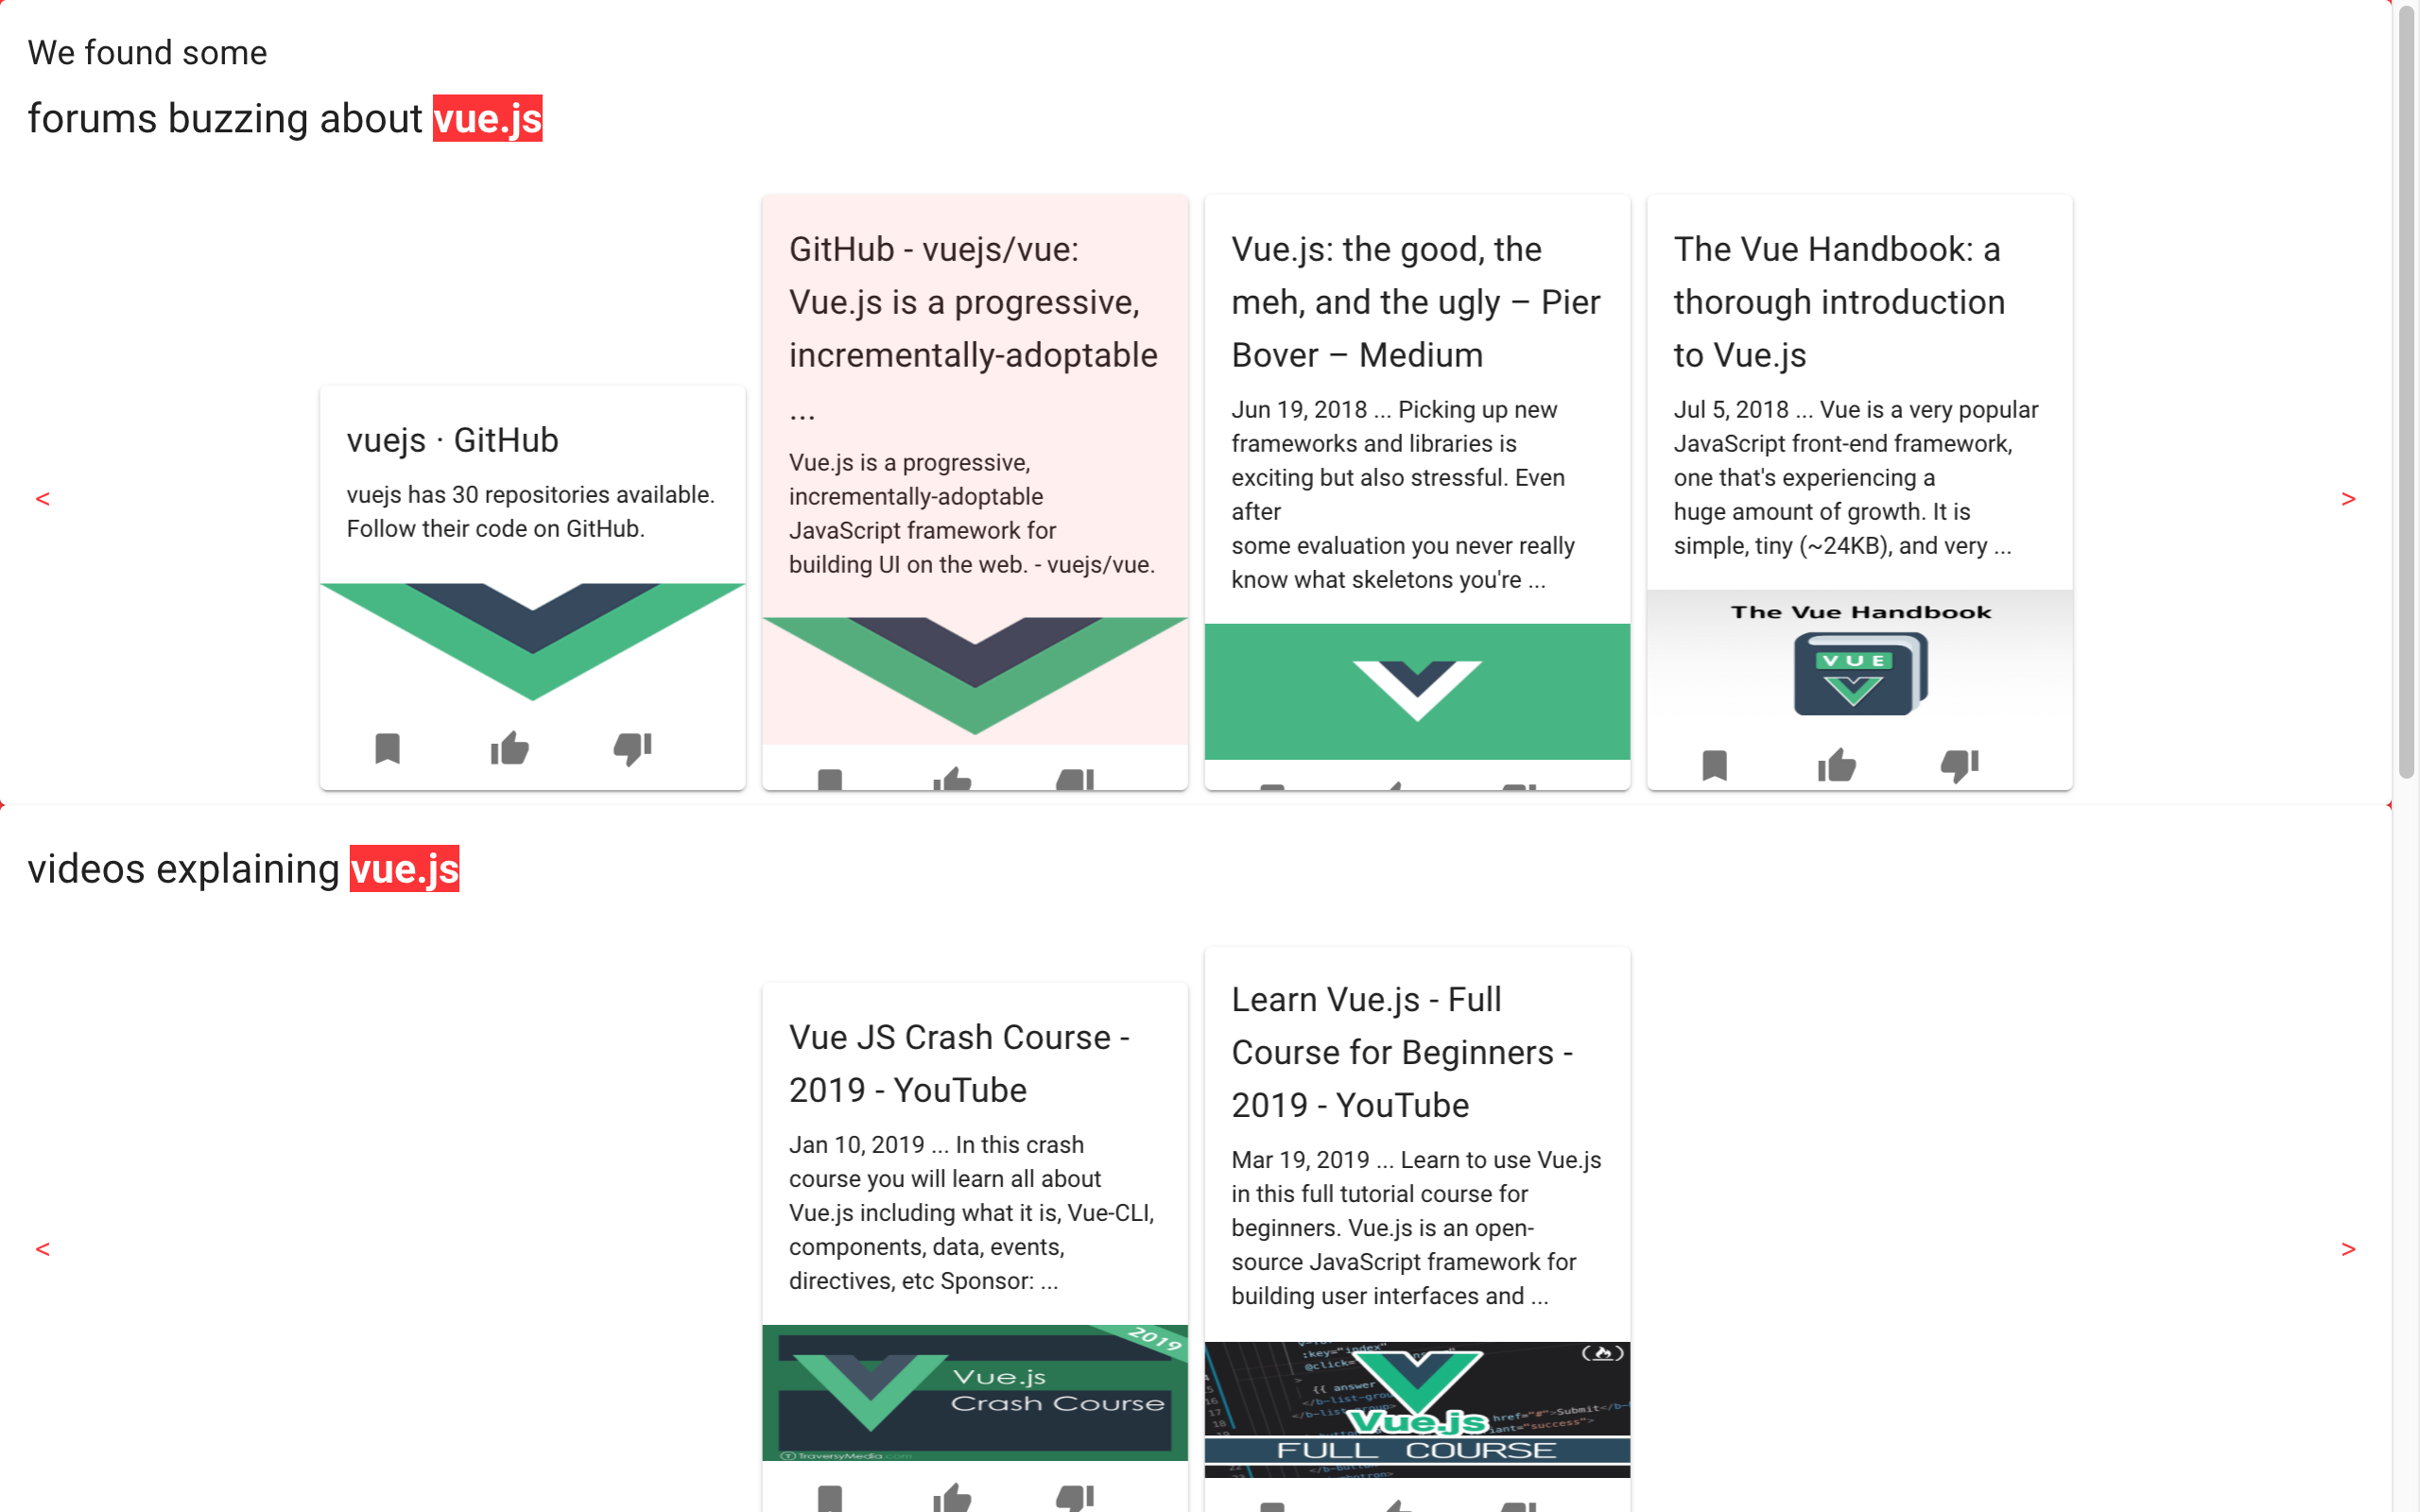 We found some
forums buzzing about vue.js
<
vuejs · GitHub
vuejs has 30 repositories available.
Follow their code on GitHub.
GitHub - vuejs/vue:
Vue.js is a progressive,
incrementally-adoptable
...
Vue.js is a progressive,
incrementally-adoptable
JavaScript framework for
building UI on the web. - vuejs/vue.
Vue.js: the good, the
meh, and the ugly – Pier
Bover – Medium
Jun 19, 2018 ... Picking up new
frameworks and libraries is
exciting but also stressful. Even
after
some evaluation you never really
know what skeletons you're ...
The Vue Handbook: a
thorough introduction
to Vue.js
Jul 5, 2018 ... Vue is a very popular
JavaScript front-end framework,
one that's experiencing a
huge amount of growth. It is
simple, tiny (~24KB), and very ...
The Vue Handbook
VUE
>
videos explaining vue.js
<
Vue JS Crash Course -
2019 - YouTube
Jan 10, 2019 ... In this crash
course you will learn all about
Vue.js including what it is, Vue-CLI,
components, data, events,
directives, etc Sponsor: ...
2019
Vue.js
Crash Course
TraversyMedia.com
Learn Vue.js - Full
Course for Beginners -
2019 - YouTube
Mar 19, 2019 ... Learn to use Vue.js
in this full tutorial course for
beginners. Vue.js is an open-
source JavaScript framework for
building user interfaces and ...
:key="index"
@click=
{{ answer
</b-list-group>
href="#">Submit</b-
"success">
Vue.js
FULL COURSE
>